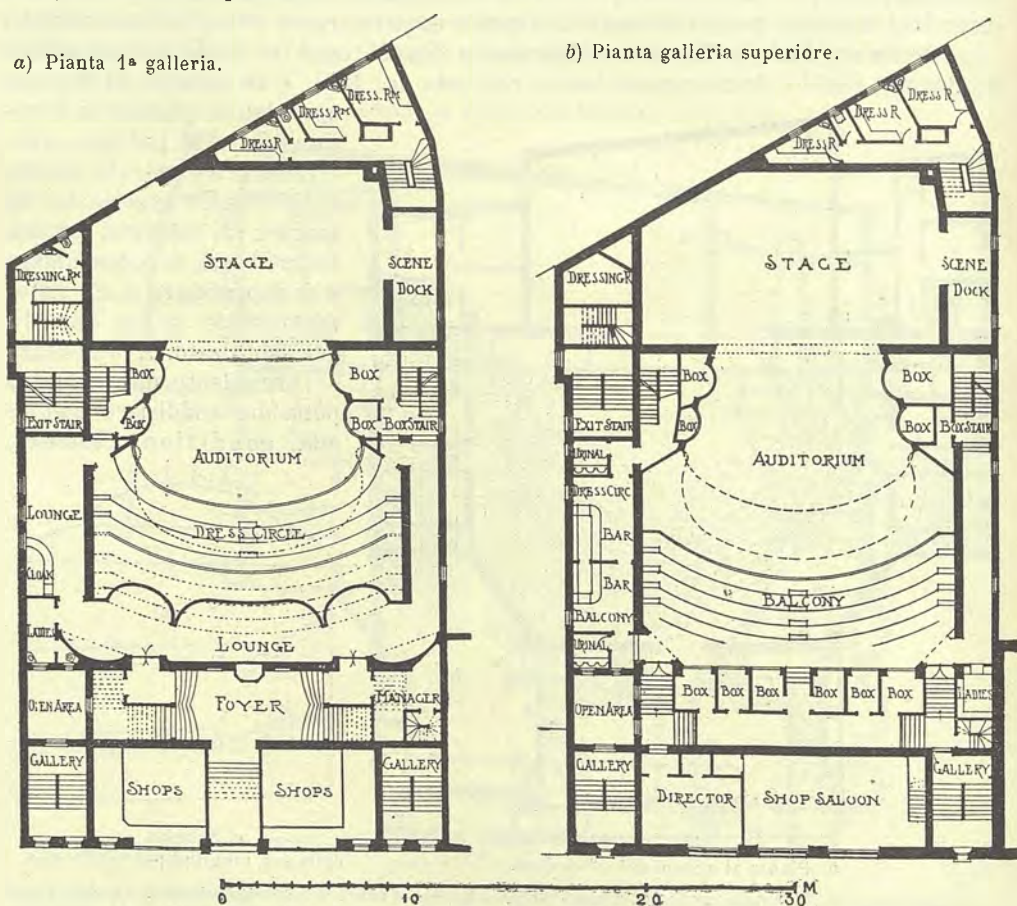 a) Pianta 1ª galleria.
DRESS RM
DRESS RM
DRESS R
STAGE
SCENE
DOCK
DRESSING RM
BOX
BOX
BOX
BOX
EXIT STAIR
BOX STAIR
AUDITORIUM
LOUNGE
DRESS CIRCLE
CLOAK
LADIES
LOUNGE
OPEN AREA
FOYER
MANAGER
GALLERY
SHOPS
SHOPS
GALLERY
b) Pianta galleria superiore.
DRESS R
DRESS R
DRESS R
STAGE
SCENE
DOCK
DRESSING R
BOX
BOX
BOX
BOX
EXIT STAIR
BOX STAIR
URINAL
AUDITORIUM
DRESS CIRC
BAR
BAR
BALCONY
BALCONY
URINAL
BOX
BOX
BOX
BOX
BOX
BOX
LADIES
OPEN AREA
GALLERY
DIRECTOR
SHOP SALOON
GALLERY
0 10 20 30 M